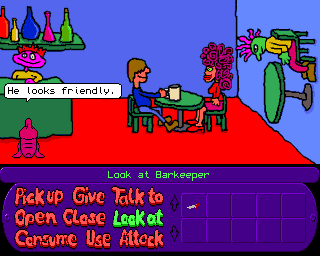 He looks friendly.
Look at Barkeeper
Pick up Give Talk to
Open Close Look at
Consume Use Attack